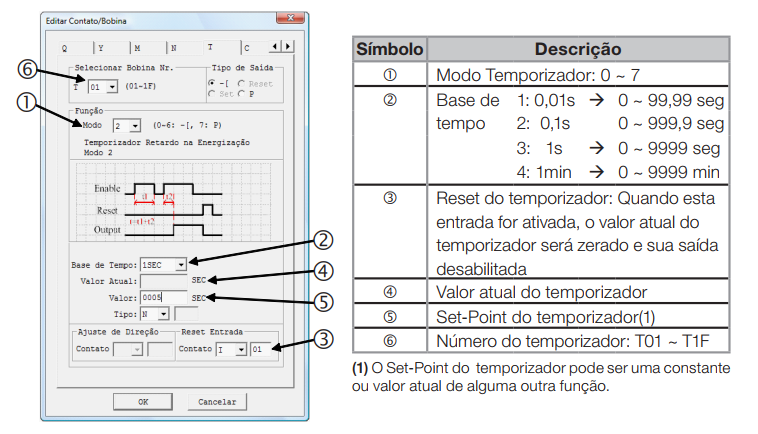 Editar Contato/Bobina
Q Y M N T C
Selecionar Bobina Nr.
T 01 (01-1F)
Tipo de Saída
-[ Reset
Set P
Função
Modo 2 (0-6: -[, 7: P)
Temporizador Retardo na Energização
Modo 2
Enable
t1 t2
Reset
t=t1+t2
Output
Base de Tempo: 1SEC
Valor Atual: SEC
Valor: 0005 SEC
Tipo: N
Ajuste de Direção
Contato
Reset Entrada
Contato I 01
OK Cancelar
⑥
①
②
④
⑤
③
Símbolo Descrição
① Modo Temporizador: 0 ~ 7
② Base de 1: 0,01s → 0 ~ 99,99 seg
tempo 2: 0,1s 0 ~ 999,9 seg
3: 1s → 0 ~ 9999 seg
4: 1min → 0 ~ 9999 min
③ Reset do temporizador: Quando esta
entrada for ativada, o valor atual do
temporizador será zerado e sua saída
desabilitada
④ Valor atual do temporizador
⑤ Set-Point do temporizador(1)
⑥ Número do temporizador: T01 ~ T1F
(1) O Set-Point do temporizador pode ser uma constante
ou valor atual de alguma outra função.